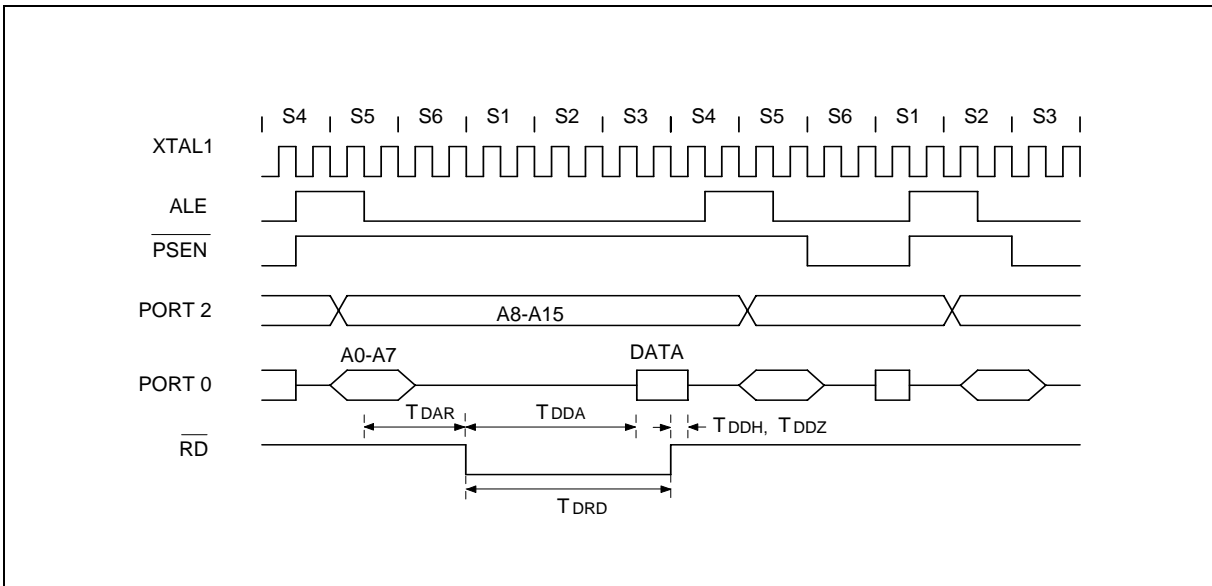 S4 S5 S6 S1 S2 S3 S4 S5 S6 S1 S2 S3
XTAL1
ALE
PSEN
PORT 2
A8-A15
A0-A7
DATA
PORT 0
TDAR
TDDA
TDDH, TDDZ
RD
TDRD